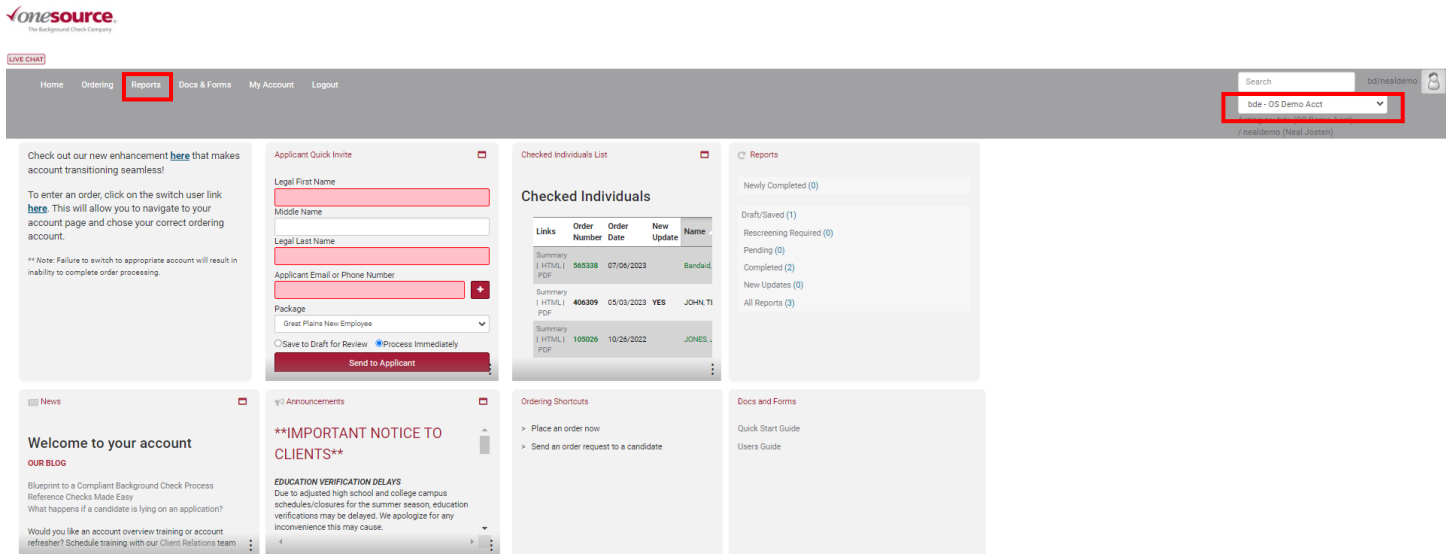 onesource.
The Background Check Company
LIVE CHAT
Home Ordering Reports Docs & Forms My Account Logout
Search
bd/nealdemo
bde - OS Demo Acct
Acting as: bde (OS Demo Acct)
/ nealdemo (Neal Josten)
Check out our new enhancement here that makes
account transitioning seamless!
To enter an order, click on the switch user link
here. This will allow you to navigate to your
account page and chose your correct ordering
account.
** Note: Failure to switch to appropriate account will result in
inability to complete order processing.
Applicant Quick Invite
Legal First Name
Middle Name
Legal Last Name
Applicant Email or Phone Number
+
Package
Great Plains New Employee
Save to Draft for Review Process Immediately
Send to Applicant
Checked Individuals List
Checked Individuals
Links Order Number Order Date New Update Name
Summary
| HTML | 565338 07/06/2023 Bandaid,
PDF
Summary
| HTML | 406309 05/03/2023 YES JOHN, TI
PDF
Summary
| HTML | 105026 10/26/2022 JONES, J
PDF
Reports
Newly Completed (0)
Draft/Saved (1)
Rescreening Required (0)
Pending (0)
Completed (2)
New Updates (0)
All Reports (3)
News
Welcome to your account
OUR BLOG
Blueprint to a Compliant Background Check Process
Reference Checks Made Easy
What happens if a candidate is lying on an application?
Would you like an account overview training or account
refresher? Schedule training with our Client Relations team
Announcements
**IMPORTANT NOTICE TO
CLIENTS**
EDUCATION VERIFICATION DELAYS
Due to adjusted high school and college campus
schedules/closures for the summer season, education
verifications may be delayed. We apologize for any
inconvenience this may cause.
Ordering Shortcuts
> Place an order now
> Send an order request to a candidate
Docs and Forms
Quick Start Guide
Users Guide